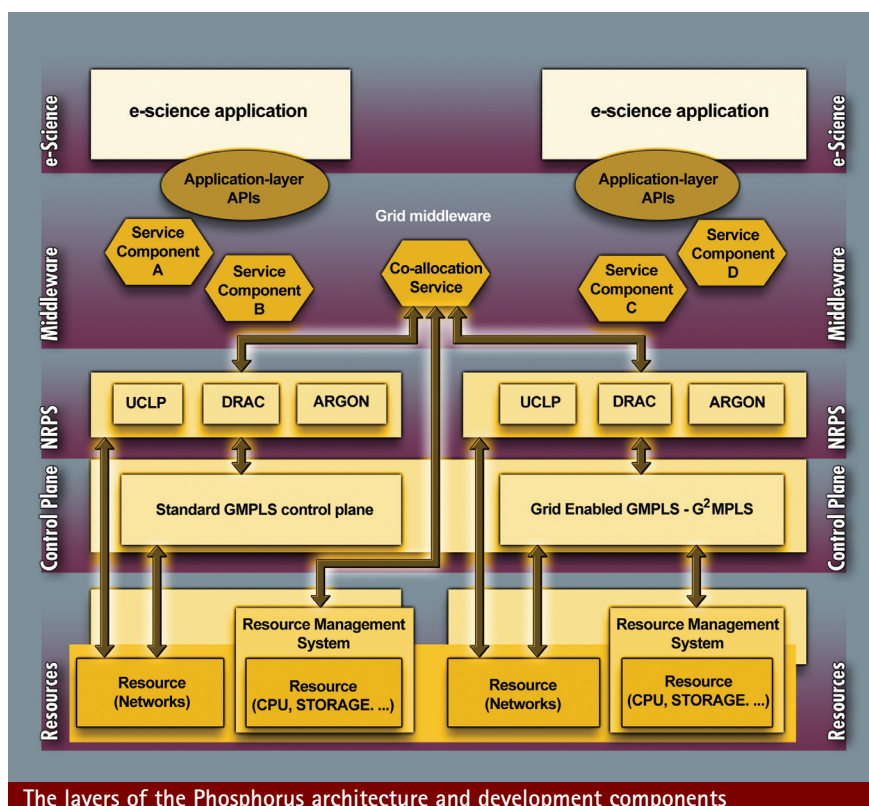 e-Science
e-science application
e-science application
e-Science
Application-layer
APIs
Application-layer
APIs
Middleware
Grid middleware
Service
Component
A
Service
Component
B
Co-allocation
Service
Service
Component
C
Service
Component
D
Middleware
NRPS
UCLP
DRAC
ARGON
UCLP
DRAC
ARGON
NRPS
Control Plane
Standard GMPLS control plane
Grid Enabled GMPLS - G²MPLS
Control Plane
Resources
Resource Management
System
Resource Management
System
Resource
(Networks)
Resource
(CPU, STORAGE. ...)
Resource
(Networks)
Resource
(CPU, STORAGE. ...)
Resources
The layers of the Phosphorus architecture and development components